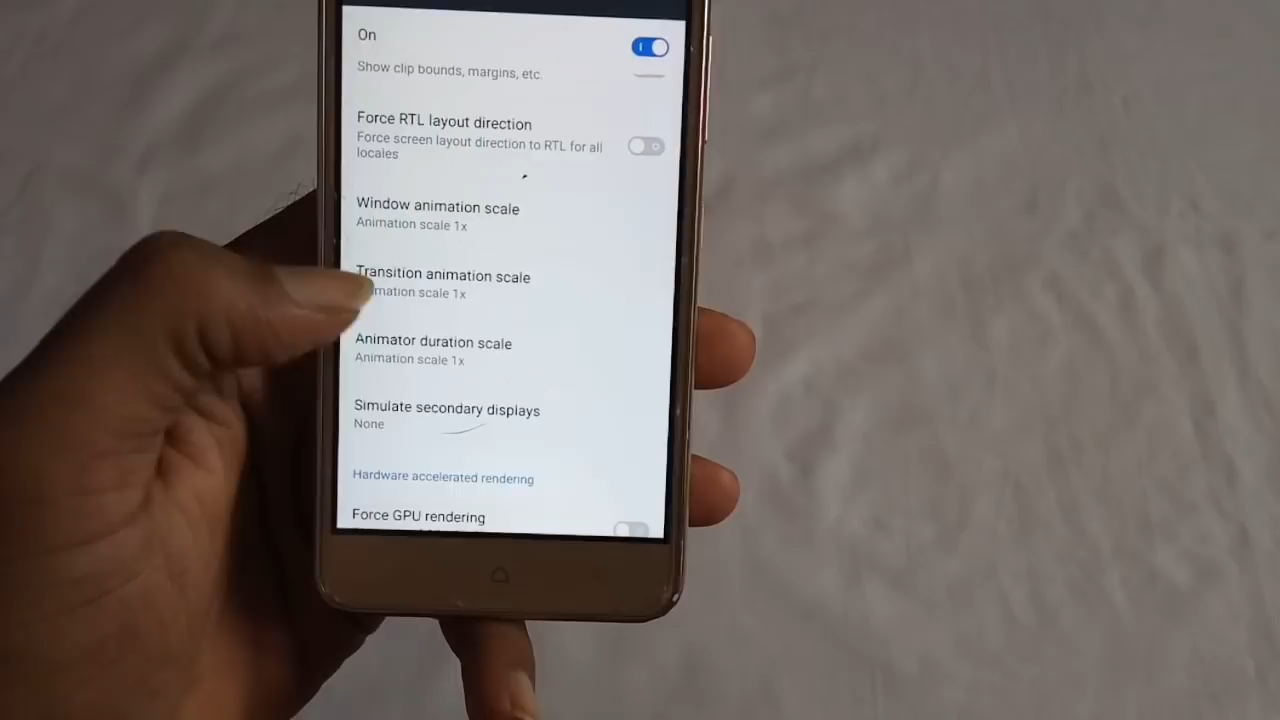 On
Show clip bounds, margins, etc.
Force RTL layout direction
Force screen layout direction to RTL for all
locales
Window animation scale
Animation scale 1x
Transition animation scale
scale 1x
Animator duration scale
Animation scale 1x
Simulate secondary displays
None
Hardware accelerated rendering
Force GPU rendering